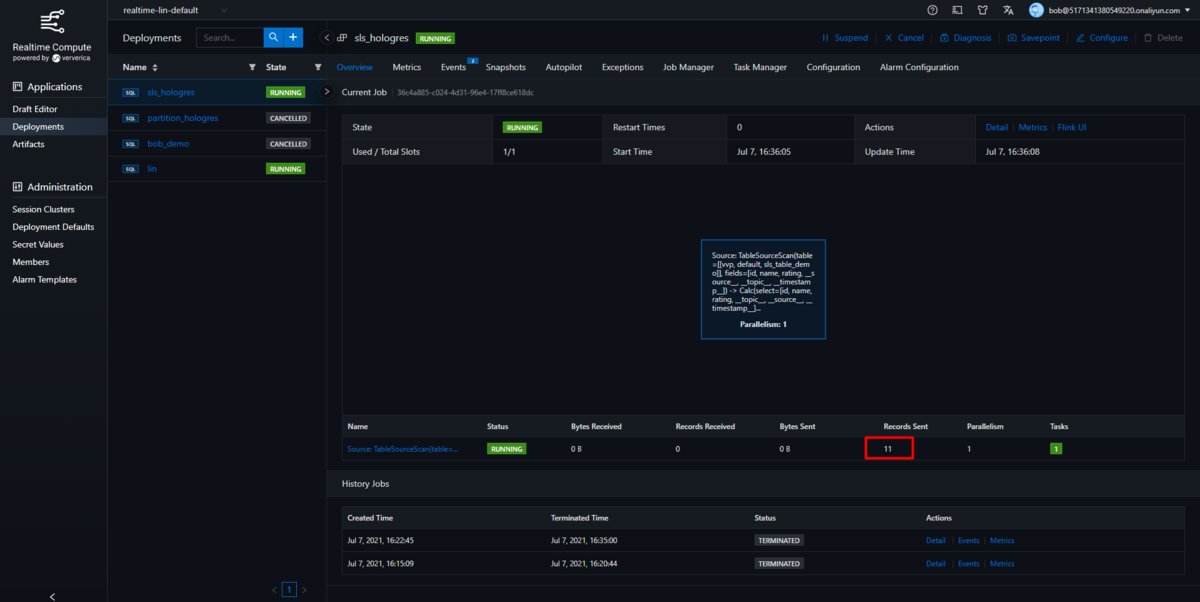 realtime-lin-default
bob@5171341380549220.onaliyun.com
Realtime Compute
powered by ververica
Applications
Draft Editor
Deployments
Artifacts
Administration
Session Clusters
Deployment Defaults
Secret Values
Members
Alarm Templates
Deployments
Search...
Name State
SQL sls_hologres RUNNING
SQL partition_hologres CANCELLED
SQL bob_demo CANCELLED
SQL lin RUNNING
1
sls_hologres RUNNING
Suspend Cancel Diagnosis Savepoint Configure Delete
Overview Metrics Events 2 Snapshots Autopilot Exceptions Job Manager Task Manager Configuration Alarm Configuration
Current Job 36c4a885-c024-4d31-96e4-17ff8ce618dc
State RUNNING Restart Times 0 Actions Detail Metrics Flink UI
Used / Total Slots 1/1 Start Time Jul 7, 16:36:05 Update Time Jul 7, 16:36:08
Source: TableSourceScan(table
=[[vvp, default, sls_table_dem
o]], fields=[id, name, rating, __s
ource__, __topic__, __timestam
p__]) -> Calc(select=[id, name,
rating, __topic__, __source__, __
timestamp__]...
Parallelism: 1
Name Status Bytes Received Records Received Bytes Sent Records Sent Parallelism Tasks
Source: TableSourceScan(table=... RUNNING 0 B 0 0 B 11 1 1
History Jobs
Created Time Terminated Time Status Actions
Jul 7, 2021, 16:22:45 Jul 7, 2021, 16:35:00 TERMINATED Detail Events Metrics
Jul 7, 2021, 16:15:09 Jul 7, 2021, 16:20:44 TERMINATED Detail Events Metrics